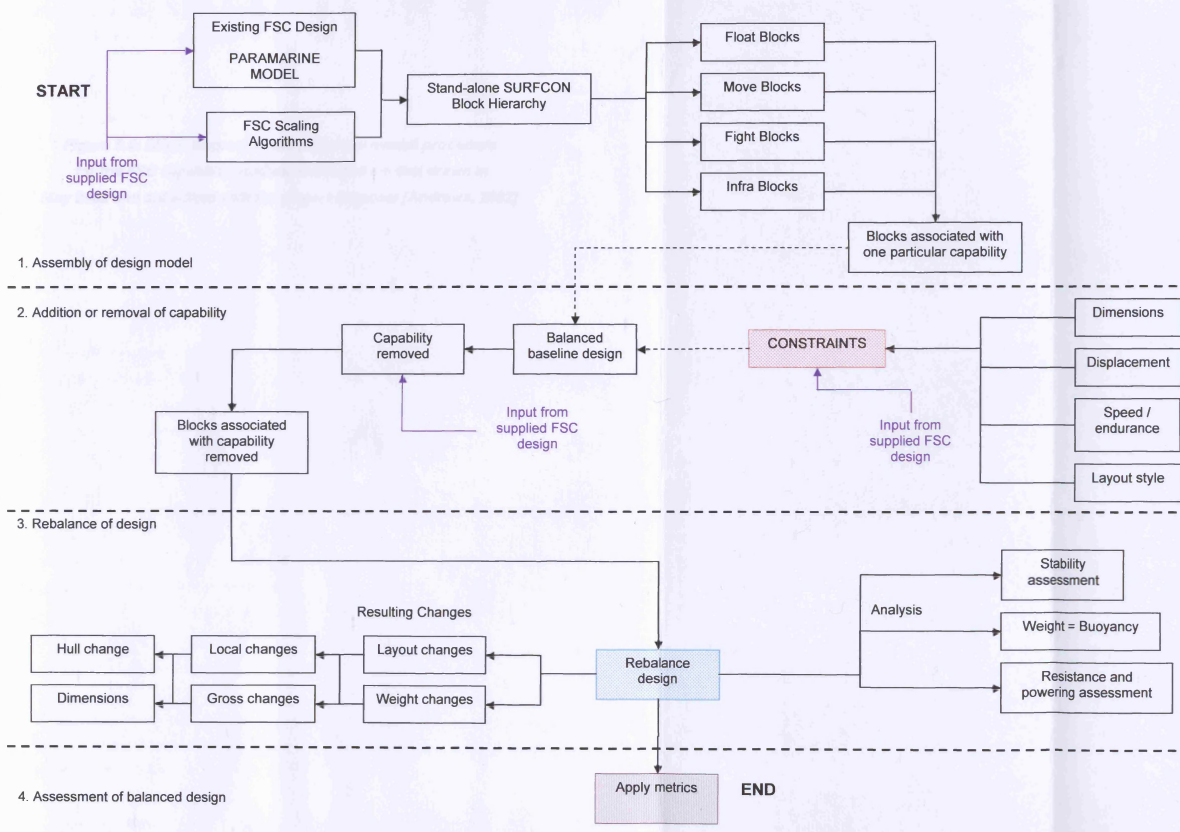 START
Existing FSC Design
PARAMARINE
MODEL
FSC Scaling
Algorithms
Input from
supplied FSC
design
Stand-alone SURFCON
Block Hierarchy
Float Blocks
Move Blocks
Fight Blocks
Infra Blocks
Blocks associated with
one particular capability
1. Assembly of design model
2. Addition or removal of capability
Capability
removed
Balanced
baseline design
CONSTRAINTS
Dimensions
Displacement
Speed /
endurance
Layout style
Blocks associated
with capability
removed
Input from
supplied FSC
design
Input from
supplied FSC
design
3. Rebalance of design
Resulting Changes
Hull change
Local changes
Layout changes
Dimensions
Gross changes
Weight changes
Rebalance
design
Analysis
Stability
assessment
Weight = Buoyancy
Resistance and
powering assessment
4. Assessment of balanced design
Apply metrics
END